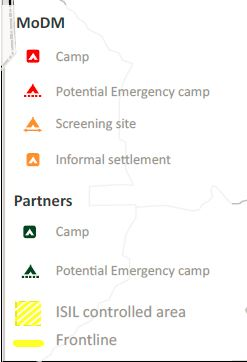 MoDM
Camp
Potential Emergency camp
Screening site
Informal settlement
Partners
Camp
Potential Emergency camp
ISIL controlled area
Frontline